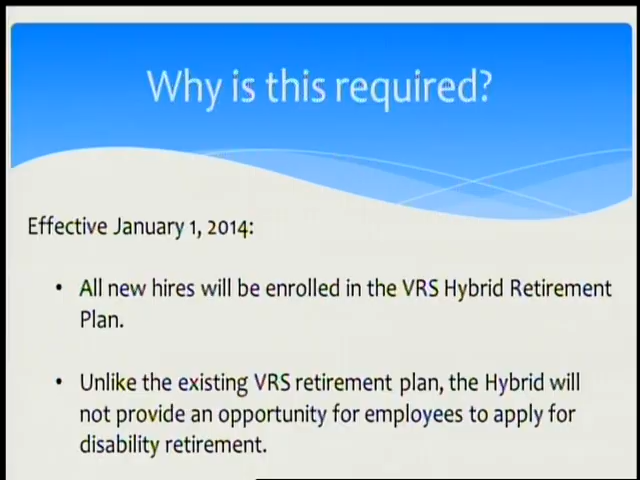 Why is this required?
Effective January 1, 2014:
• All new hires will be enrolled in the VRS Hybrid Retirement
Plan.
• Unlike the existing VRS retirement plan, the Hybrid will
not provide an opportunity for employees to apply for
disability retirement.